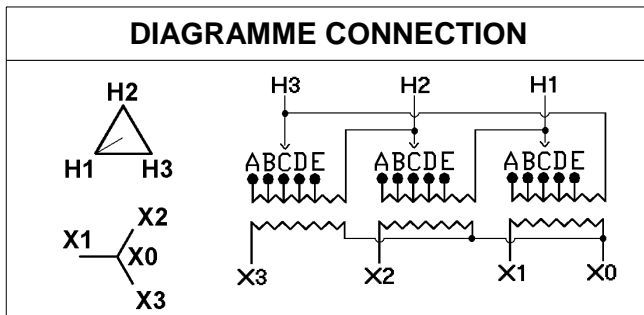 DIAGRAMME CONNECTION
H2
H1 H3
X2
X1 X0
X3
H3 H2 H1
ABCDE ABCDE ABCDE
X3 X2 X1 X0